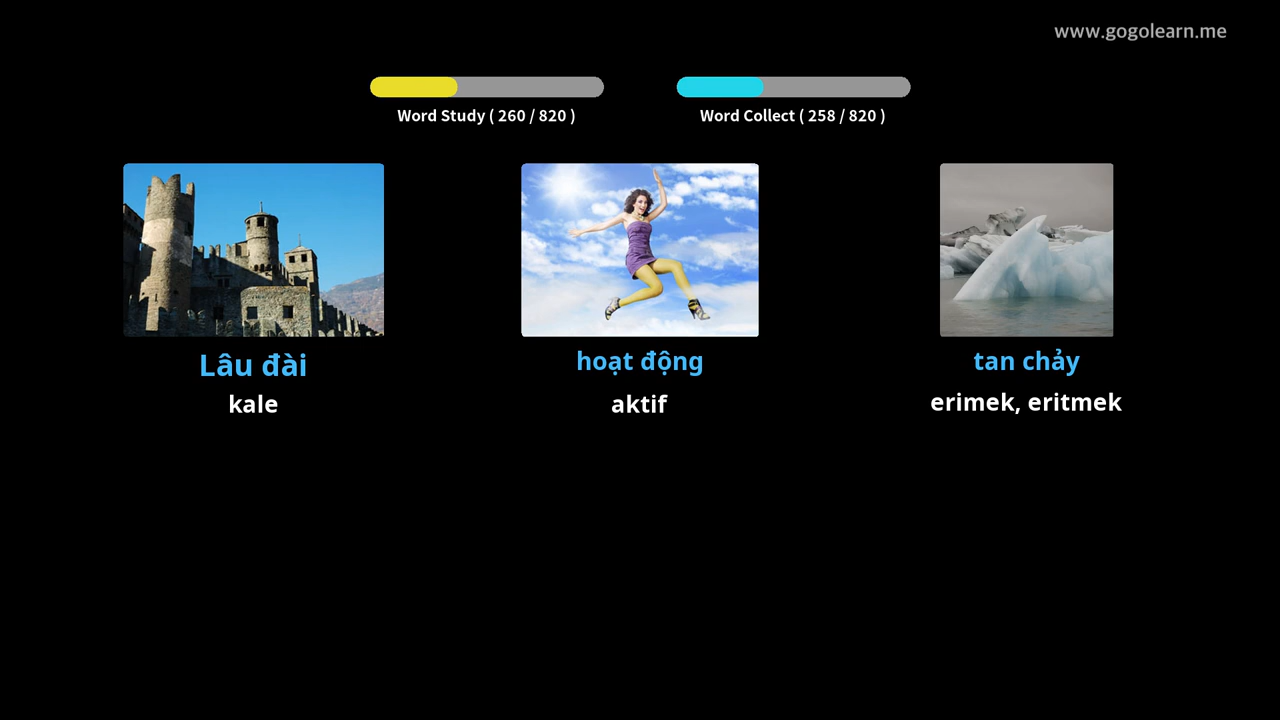 www.gogolearn.me
Word Study ( 260 / 820 )
Word Collect ( 258 / 820 )
Lâu đài
kale
hoạt động
aktif
tan chảy
erimek, eritmek